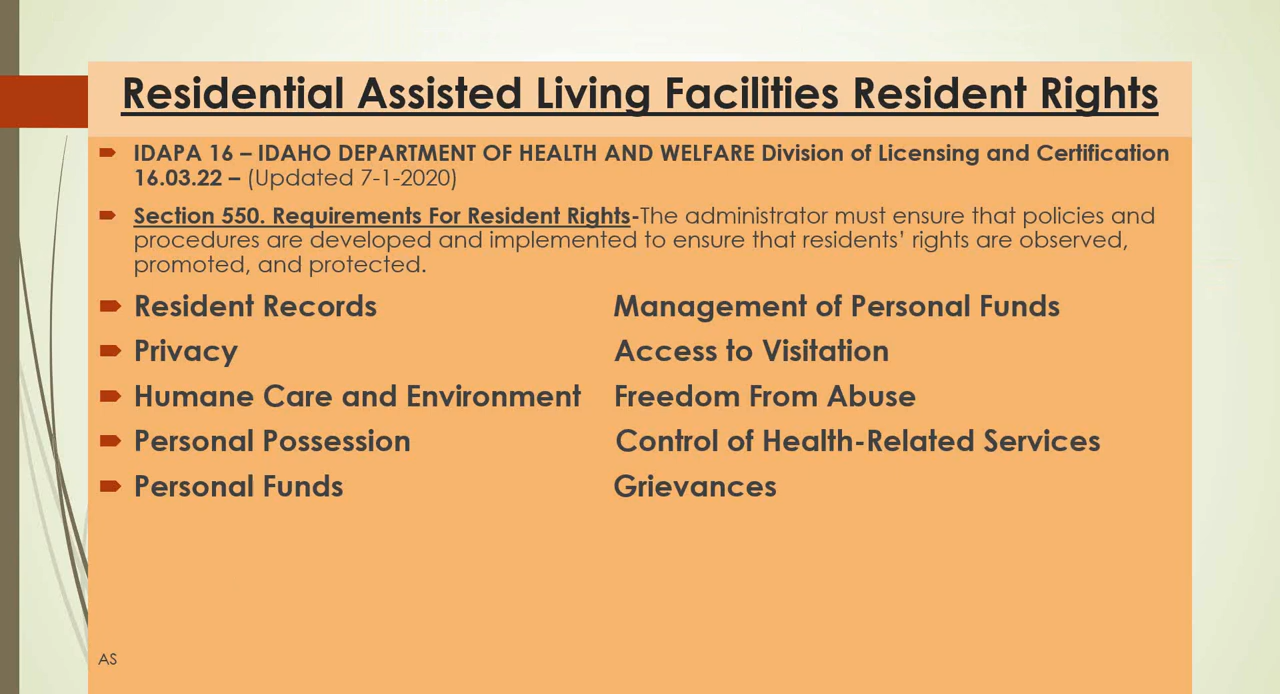 Residential Assisted Living Facilities Resident Rights
IDAPA 16 – IDAHO DEPARTMENT OF HEALTH AND WELFARE Division of Licensing and Certification
16.03.22 – (Updated 7-1-2020)
Section 550. Requirements For Resident Rights-The administrator must ensure that policies and
procedures are developed and implemented to ensure that residents’ rights are observed,
promoted, and protected.
Resident Records Management of Personal Funds
Privacy Access to Visitation
Humane Care and Environment Freedom From Abuse
Personal Possession Control of Health-Related Services
Personal Funds Grievances
AS